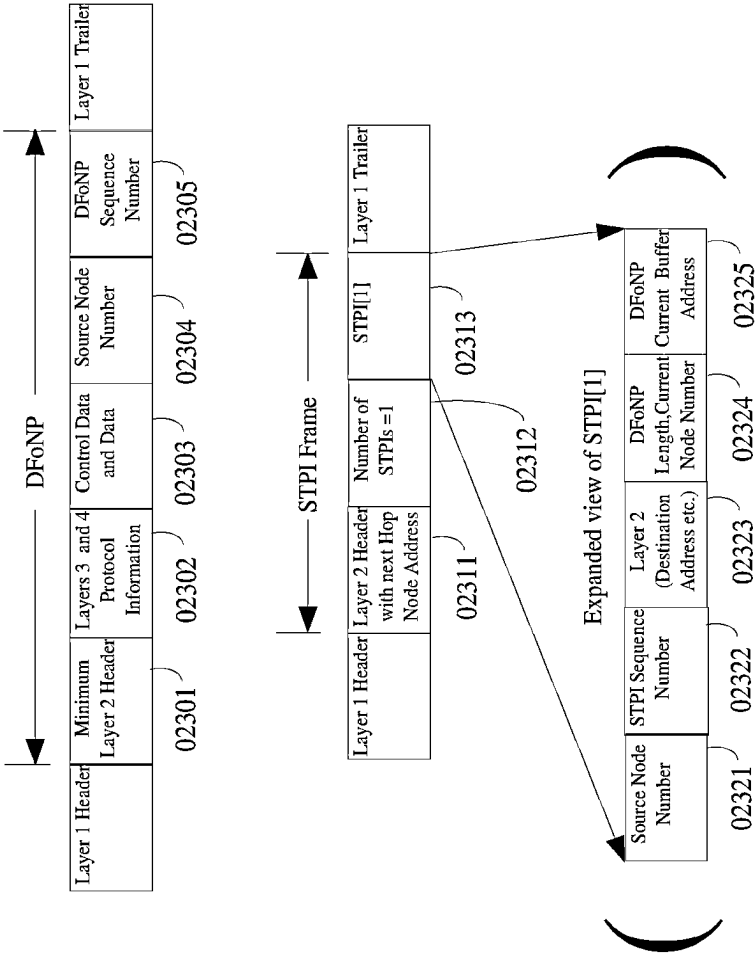 DFoNP
Layer 1 Header
Minimum
Layer 2 Header
Layers 3 and 4
Protocol
Information
Control Data
and Data
Source Node
Number
DFoNP
Sequence
Number
Layer 1 Trailer
02301
02302
02303
02304
02305
STPI Frame
Layer 1 Header
Layer 2 Header
with next Hop
Node Address
Number of
STPIs =1
STPI[1]
Layer 1 Trailer
02311
02312
02313
Expanded view of STPI[1]
(
Source Node
Number
STPI Sequence
Number
Layer 2
(Destination
Address etc.)
DFoNP
Length,Current
Node Number
DFoNP
Current Buffer
Address
)
02321
02322
02323
02324
02325